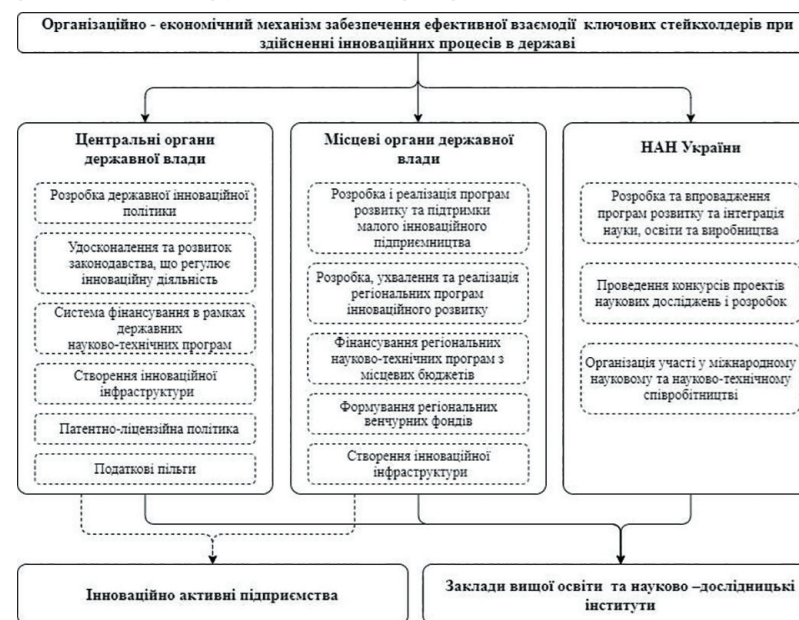 Організаційно - економічний механізм забезпечення ефективної взаємодії ключових стейкхолдерів при
здійсненні інноваційних процесів в державі
Центральні органи
державної влади
Розробка державної інноваційної
політики
Удосконалення та розвиток
законодавства, що регулює
інноваційну діяльність
Система фінансування в рамках
державних
науково-технічних програм
Створення інноваційної
інфраструктури
Патентно-ліцензійна політика
Податкові пільги
Місцеві органи державної
влади
Розробка і реалізація програм
розвитку та підтримки
малого інноваційного
підприємництва
Розробка, ухвалення та реалізація
регіональних програм
інноваційного розвитку
Фінансування регіональних
науково-технічних програм з
місцевих бюджетів
Формування регіональних
венчурних фондів
Створення інноваційної
інфраструктури
НАН України
Розробка та впровадження
програм розвитку та інтеграція
науки, освіти та виробництва
Проведення конкурсів проектів
наукових досліджень і розробок
Організація участі у міжнародному
науковому та науково-технічному
співробітництві
Інноваційно активні підприємства
Заклади вищої освіти та науково –дослідницькі
інститути